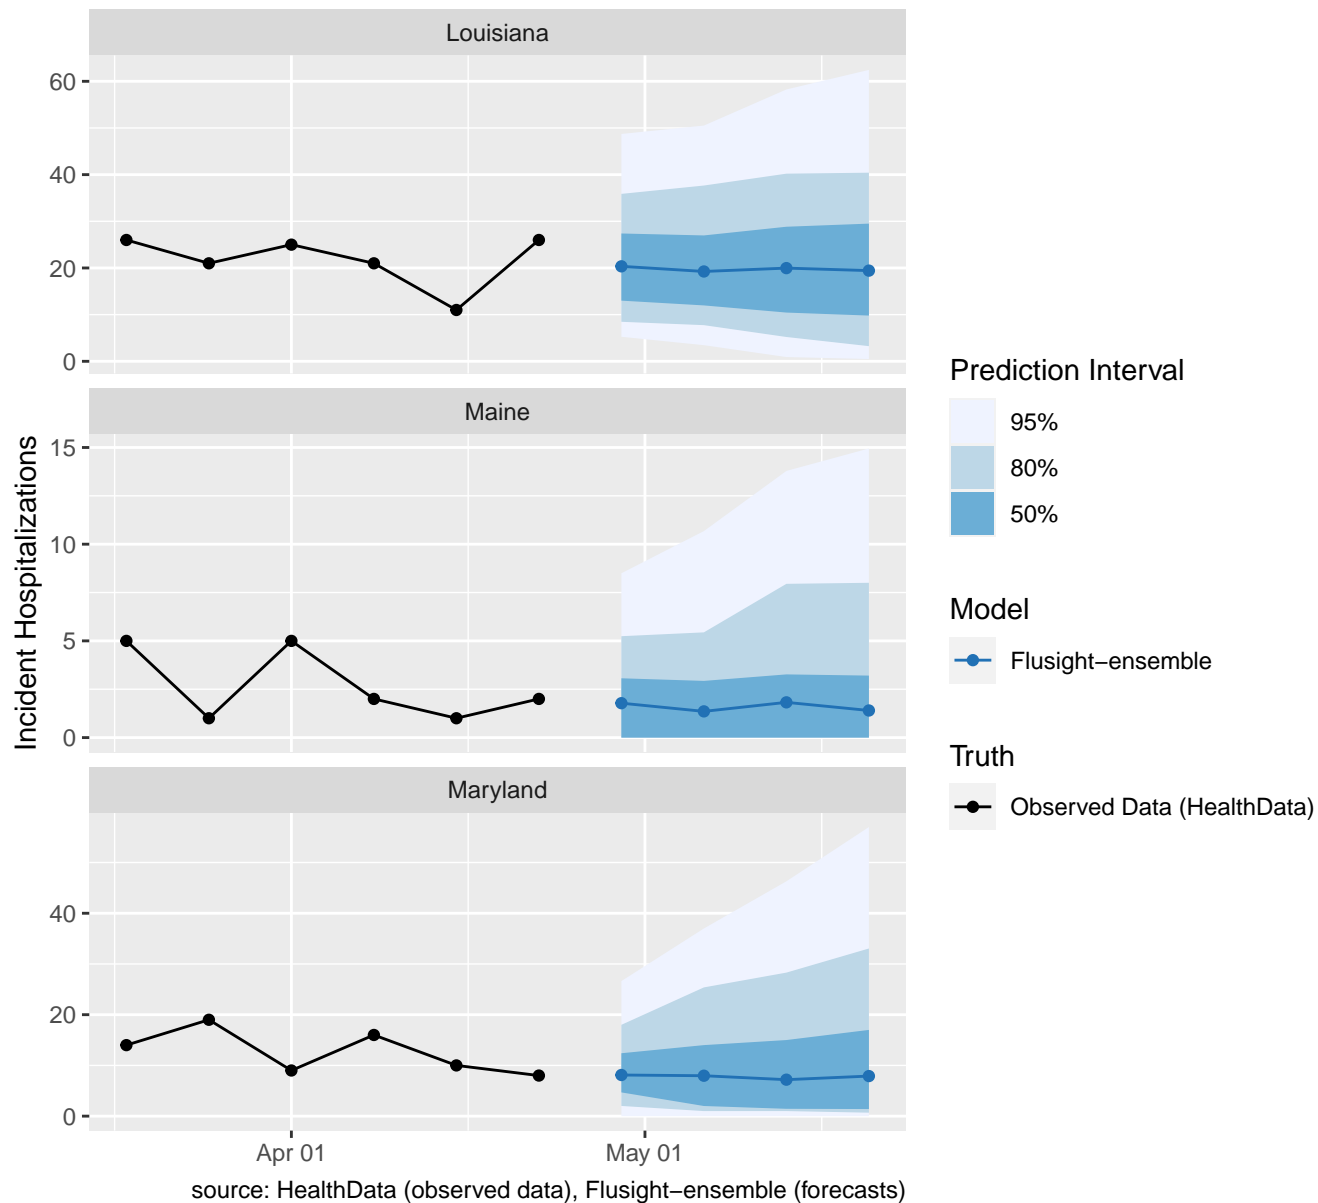 Louisiana
60
40
20
0
Maine
15
10
5
0
Maryland
40
20
0
Apr 01
May 01
Incident Hospitalizations
source: HealthData (observed data), Flusight−ensemble (forecasts)
Prediction Interval
95%
80%
50%
Model
Flusight−ensemble
Truth
Observed Data (HealthData)